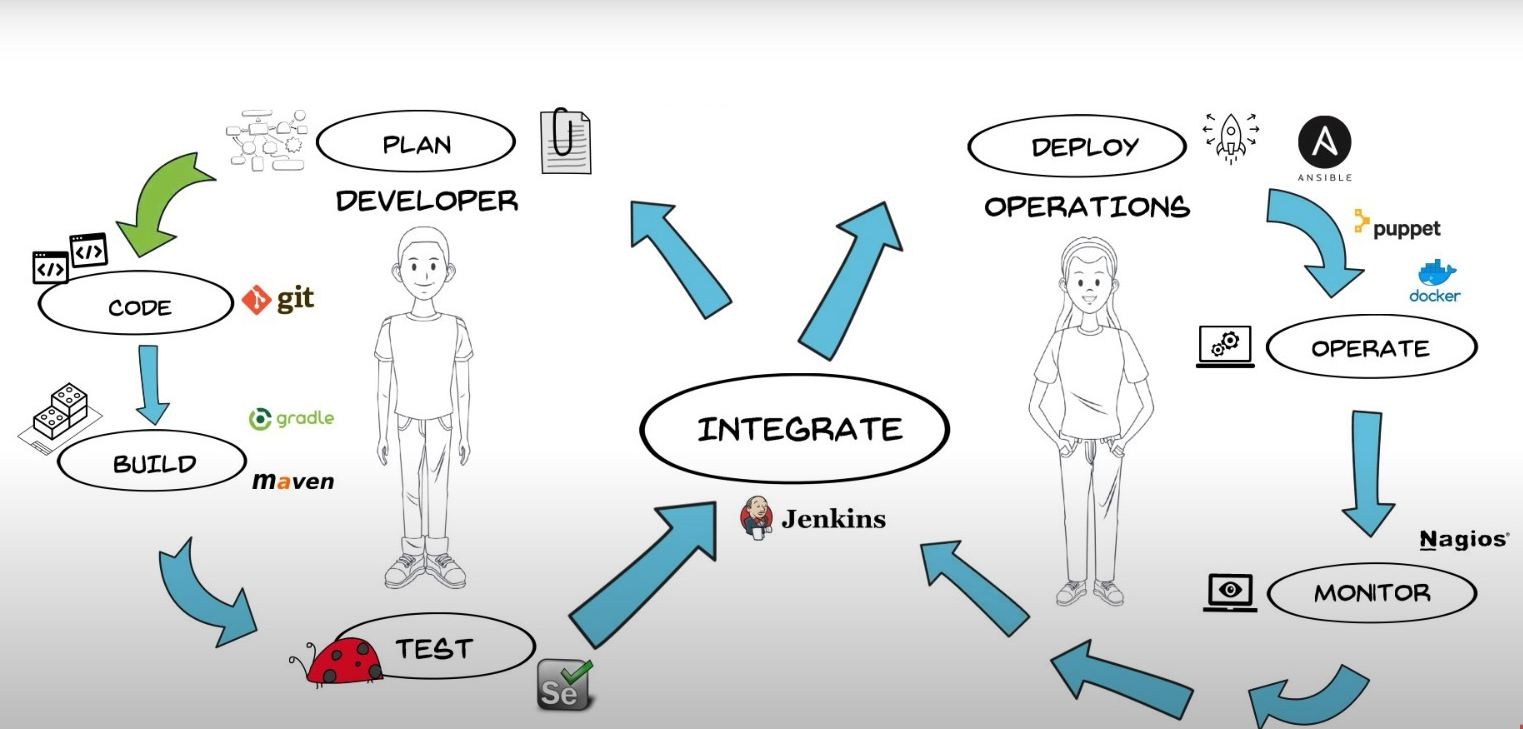 PLAN
DEVELOPER
</>
</>
CODE
git
BUILD
gradle
maven
TEST
Se
INTEGRATE
Jenkins
DEPLOY
A
ANSIBLE
OPERATIONS
puppet
docker
OPERATE
Nagios®
MONITOR